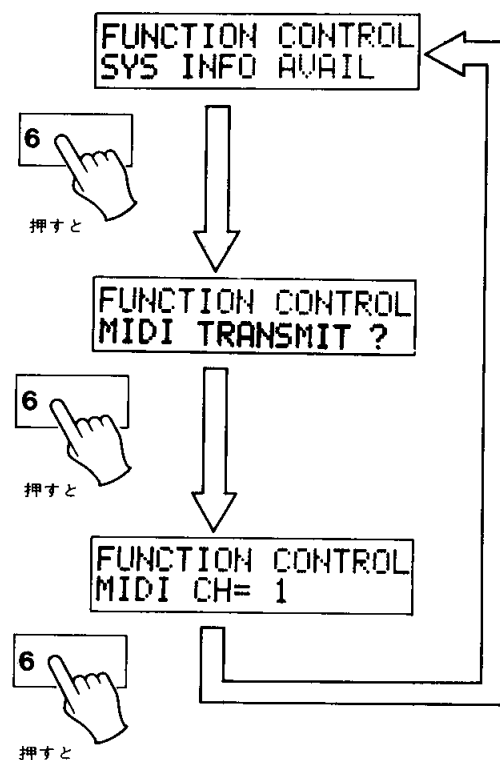 FUNCTION CONTROL
SYS INFO AVAIL
6
押すと
FUNCTION CONTROL
MIDI TRANSMIT ?
6
押すと
FUNCTION CONTROL
MIDI CH= 1
6
押すと